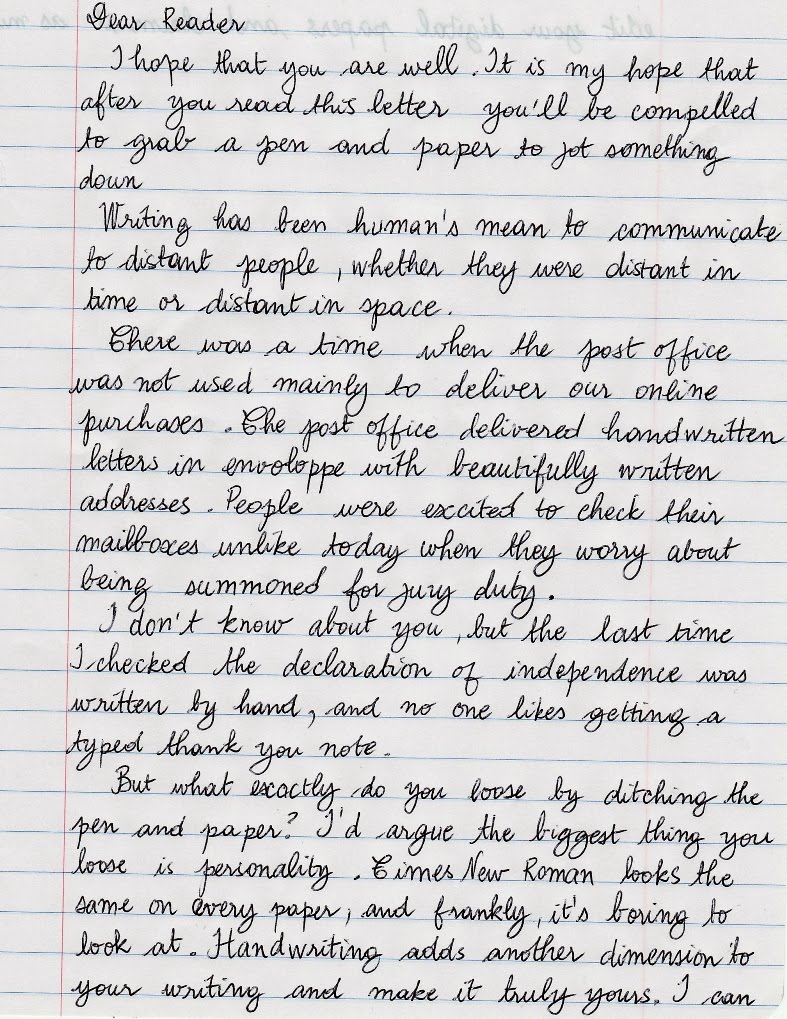 Dear Reader
I hope that you are well. It is my hope that
after you read this letter you'll be compelled
to grab a pen and paper to jot something
down
Writing has been human's mean to communicate
to distant people, whether they were distant in
time or distant in space.
There was a time when the post office
was not used mainly to deliver our online
purchases. The post office delivered handwritten
letters in enveloppe with beautifully written
addresses. People were excited to check their
mailboxes unlike today when they worry about
being summoned for jury duty.
I don't know about you, but the last time
I checked the declaration of independence was
written by hand, and no one likes getting a
typed thank you note.
But what exactly do you loose by ditching the
pen and paper? I'd argue the biggest thing you
loose is personality. Times New Roman looks the
same on every paper, and frankly, it's boring to
look at. Handwriting adds another dimension to
your writing and make it truly yours. I can